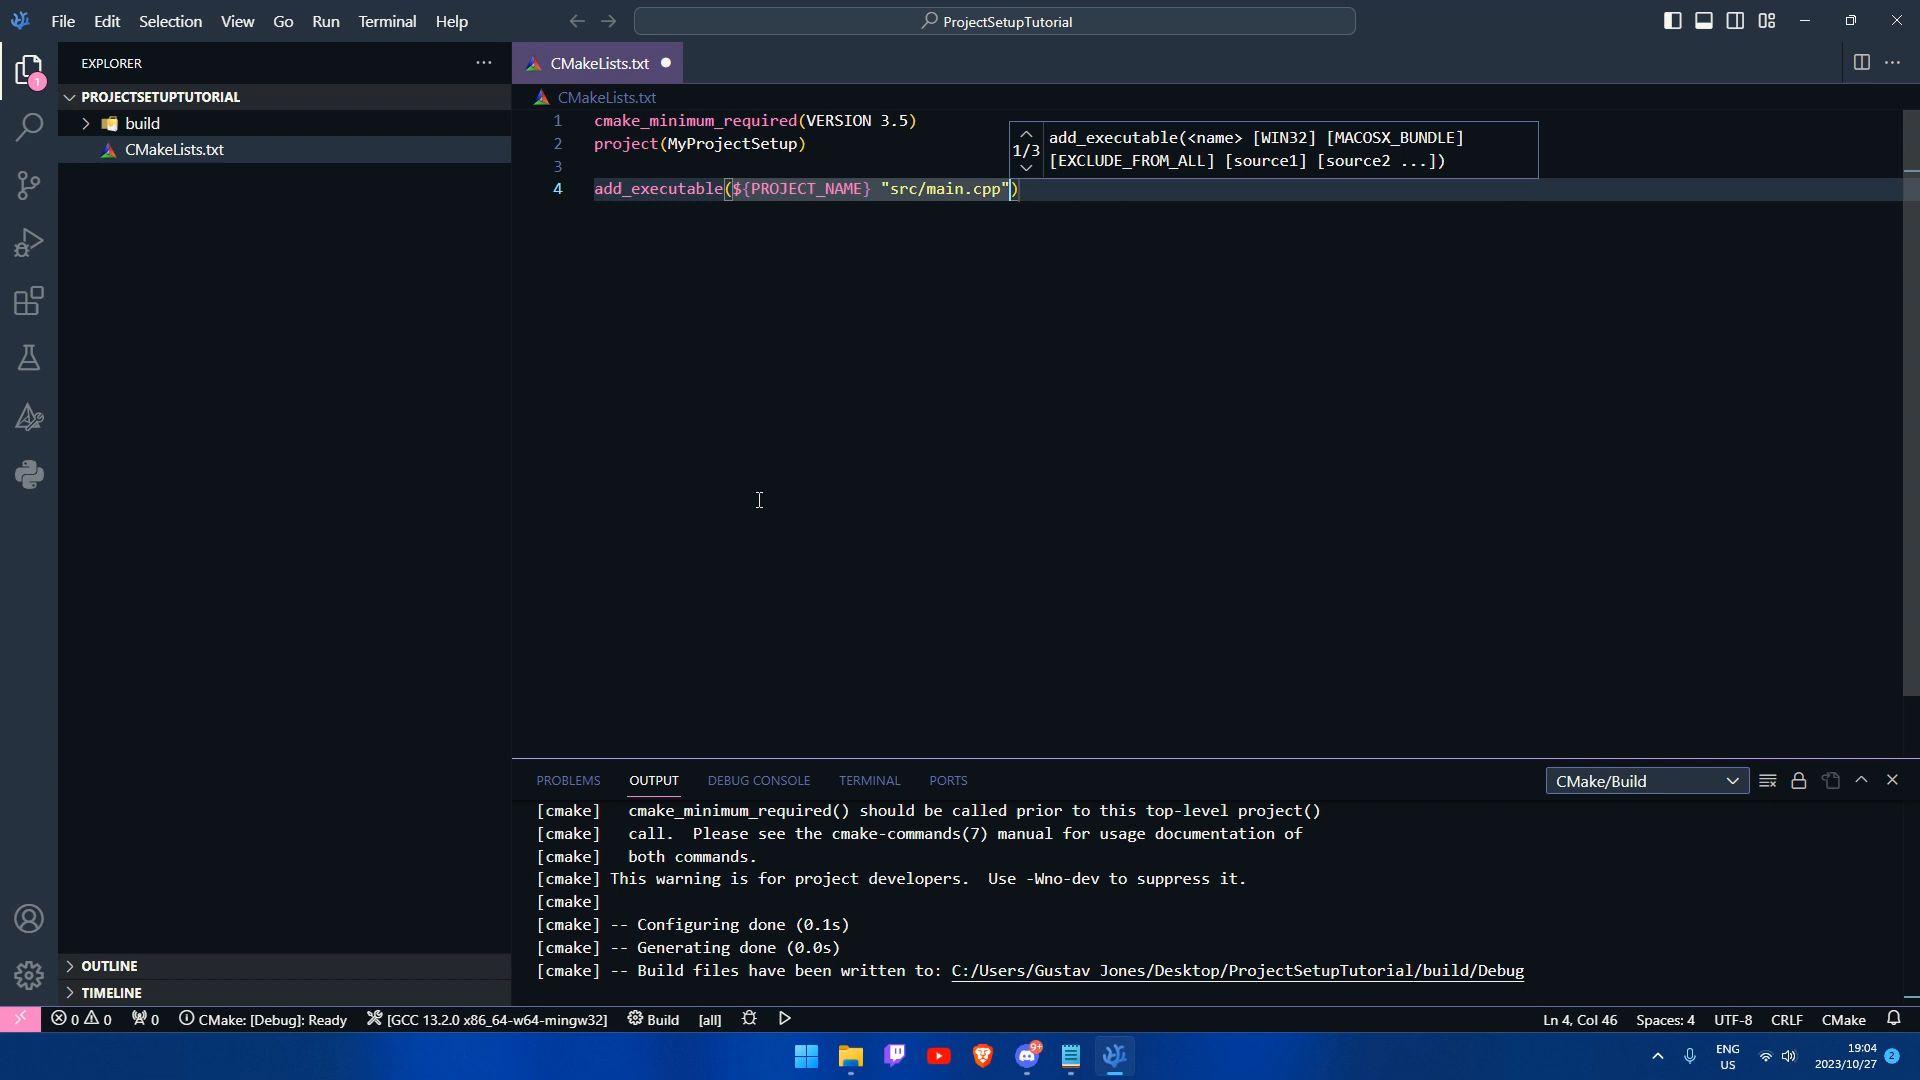 File Edit Selection View Go Run Terminal Help
ProjectSetupTutorial
EXPLORER
CMakeLists.txt
PROJECTSETUPTUTORIAL
CMakeLists.txt
build
CMakeLists.txt
1
1 cmake_minimum_required(VERSION 3.5)
2 project(MyProjectSetup)
3
4 add_executable(${PROJECT_NAME} "src/main.cpp")
1/3
add_executable(<name> [WIN32] [MACOSX_BUNDLE]
[EXCLUDE_FROM_ALL] [source1] [source2 ...])
PROBLEMS OUTPUT DEBUG CONSOLE TERMINAL PORTS
CMake/Build
[cmake] cmake_minimum_required() should be called prior to this top-level project()
[cmake] call. Please see the cmake-commands(7) manual for usage documentation of
[cmake] both commands.
[cmake] This warning is for project developers. Use -Wno-dev to suppress it.
[cmake]
[cmake] -- Configuring done (0.1s)
[cmake] -- Generating done (0.0s)
[cmake] -- Build files have been written to: C:/Users/Gustav Jones/Desktop/ProjectSetupTutorial/build/Debug
OUTLINE
TIMELINE
0 0 0 CMake: [Debug]: Ready [GCC 13.2.0 x86_64-w64-mingw32] Build [all]
Ln 4, Col 46 Spaces: 4 UTF-8 CRLF CMake
9+
ENG
US
19:04
2023/10/27
2